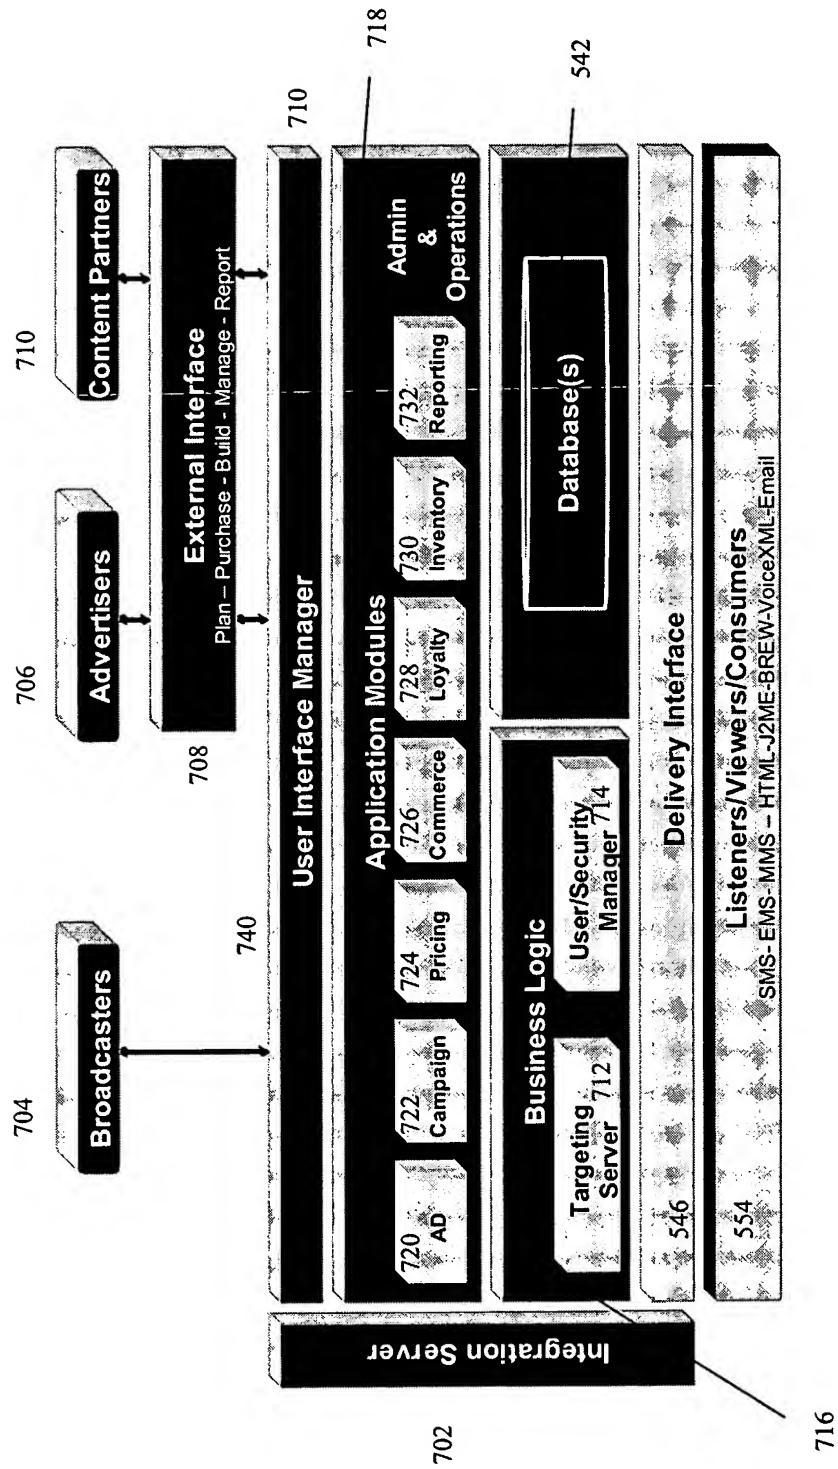 704
706
710
Broadcasters
Advertisers
Content Partners
708
External Interface
Plan – Purchase - Build - Manage - Report
740
710
User Interface Manager
718
Application Modules
720
AD
722
Campaign
724
Pricing
726
Commerce
728
Loyalty
730
Inventory
732
Reporting
Admin
&
Operations
702
Integration Server
Business Logic
Targeting
Server 712
User/Security
Manager 714
716
Database(s)
542
546
Delivery Interface
554
Listeners/Viewers/Consumers
SMS- EMS- MMS – HTML-J2ME-BREW-VoiceXML-Email